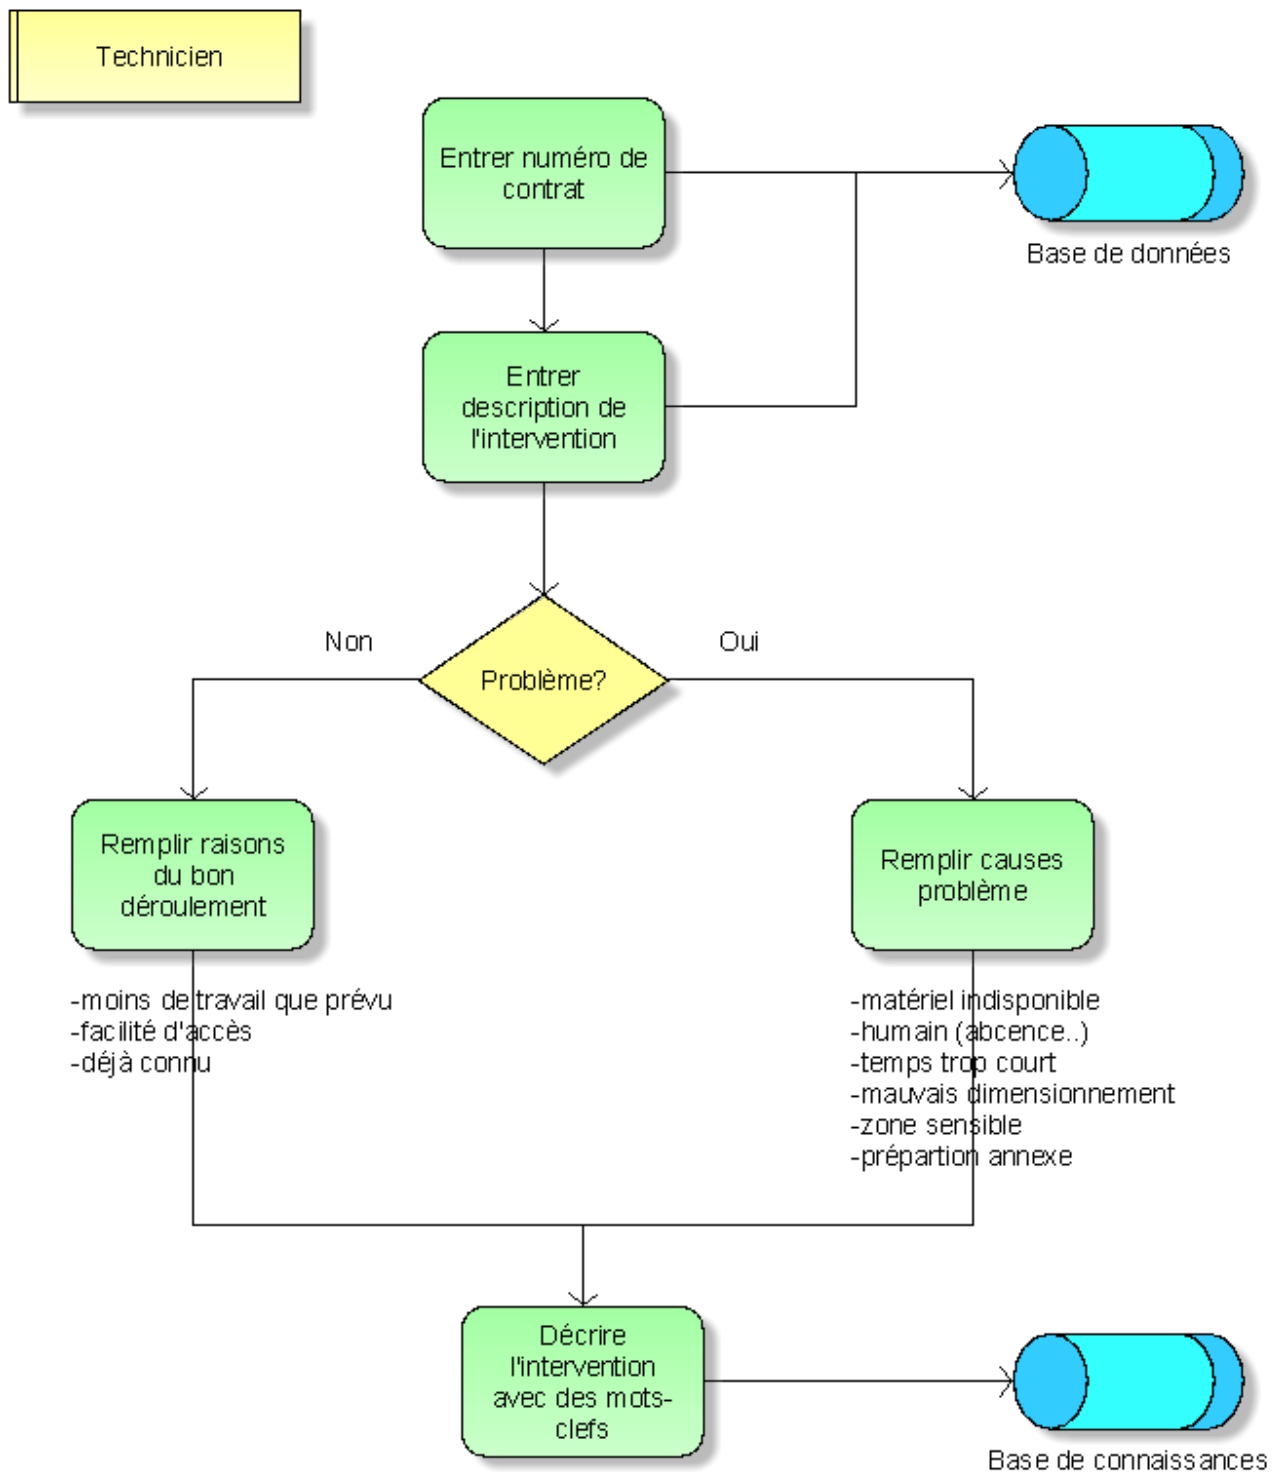 Technicien
Entrer numéro de
contrat
Base de données
Entrer
description de
l'intervention
Non
Oui
Problème?
Remplir raisons
du bon
déroulement
Remplir causes
problème
-moins de travail que prévu
-facilité d'accès
-déjà connu
-matériel indisponible
-humain (abcence..)
-temps trop court
-mauvais dimensionnement
-zone sensible
-prépartion annexe
Décrire
l'intervention
avec des mots-
clefs
Base de connaissances